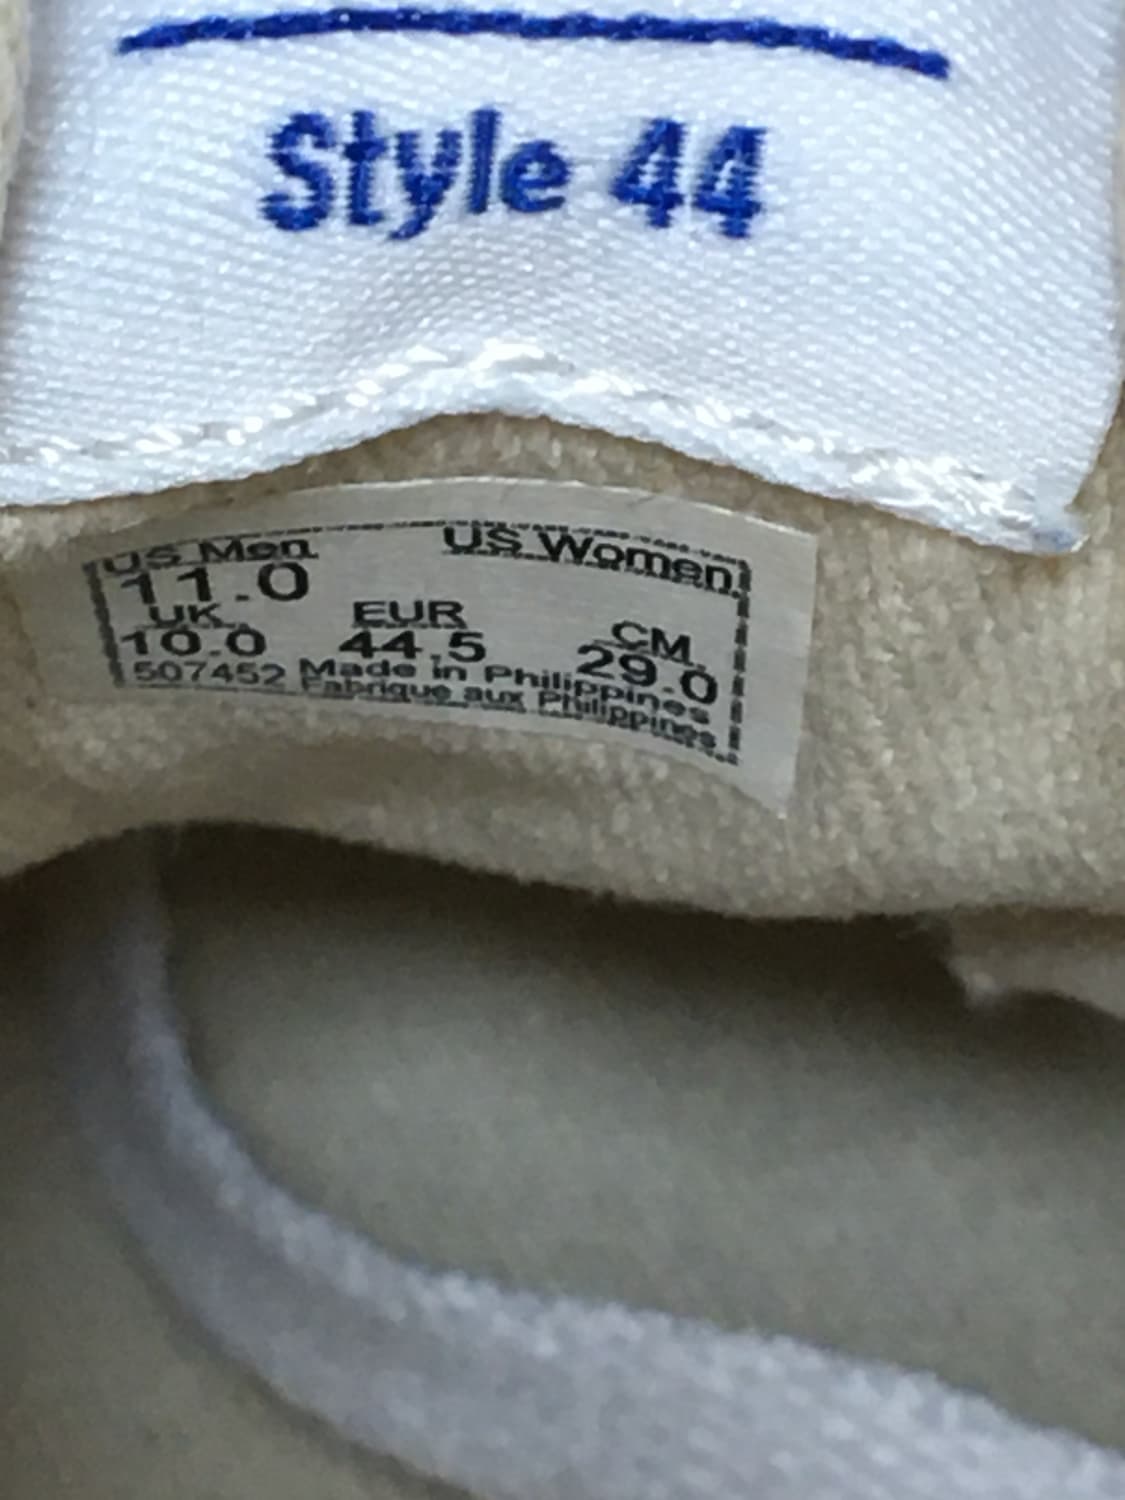 Style 44
US Men US Women
11.0
UK EUR CM
10.0 44.5 29.0
507452 Made in Philippines
Fabrique aux Philippines